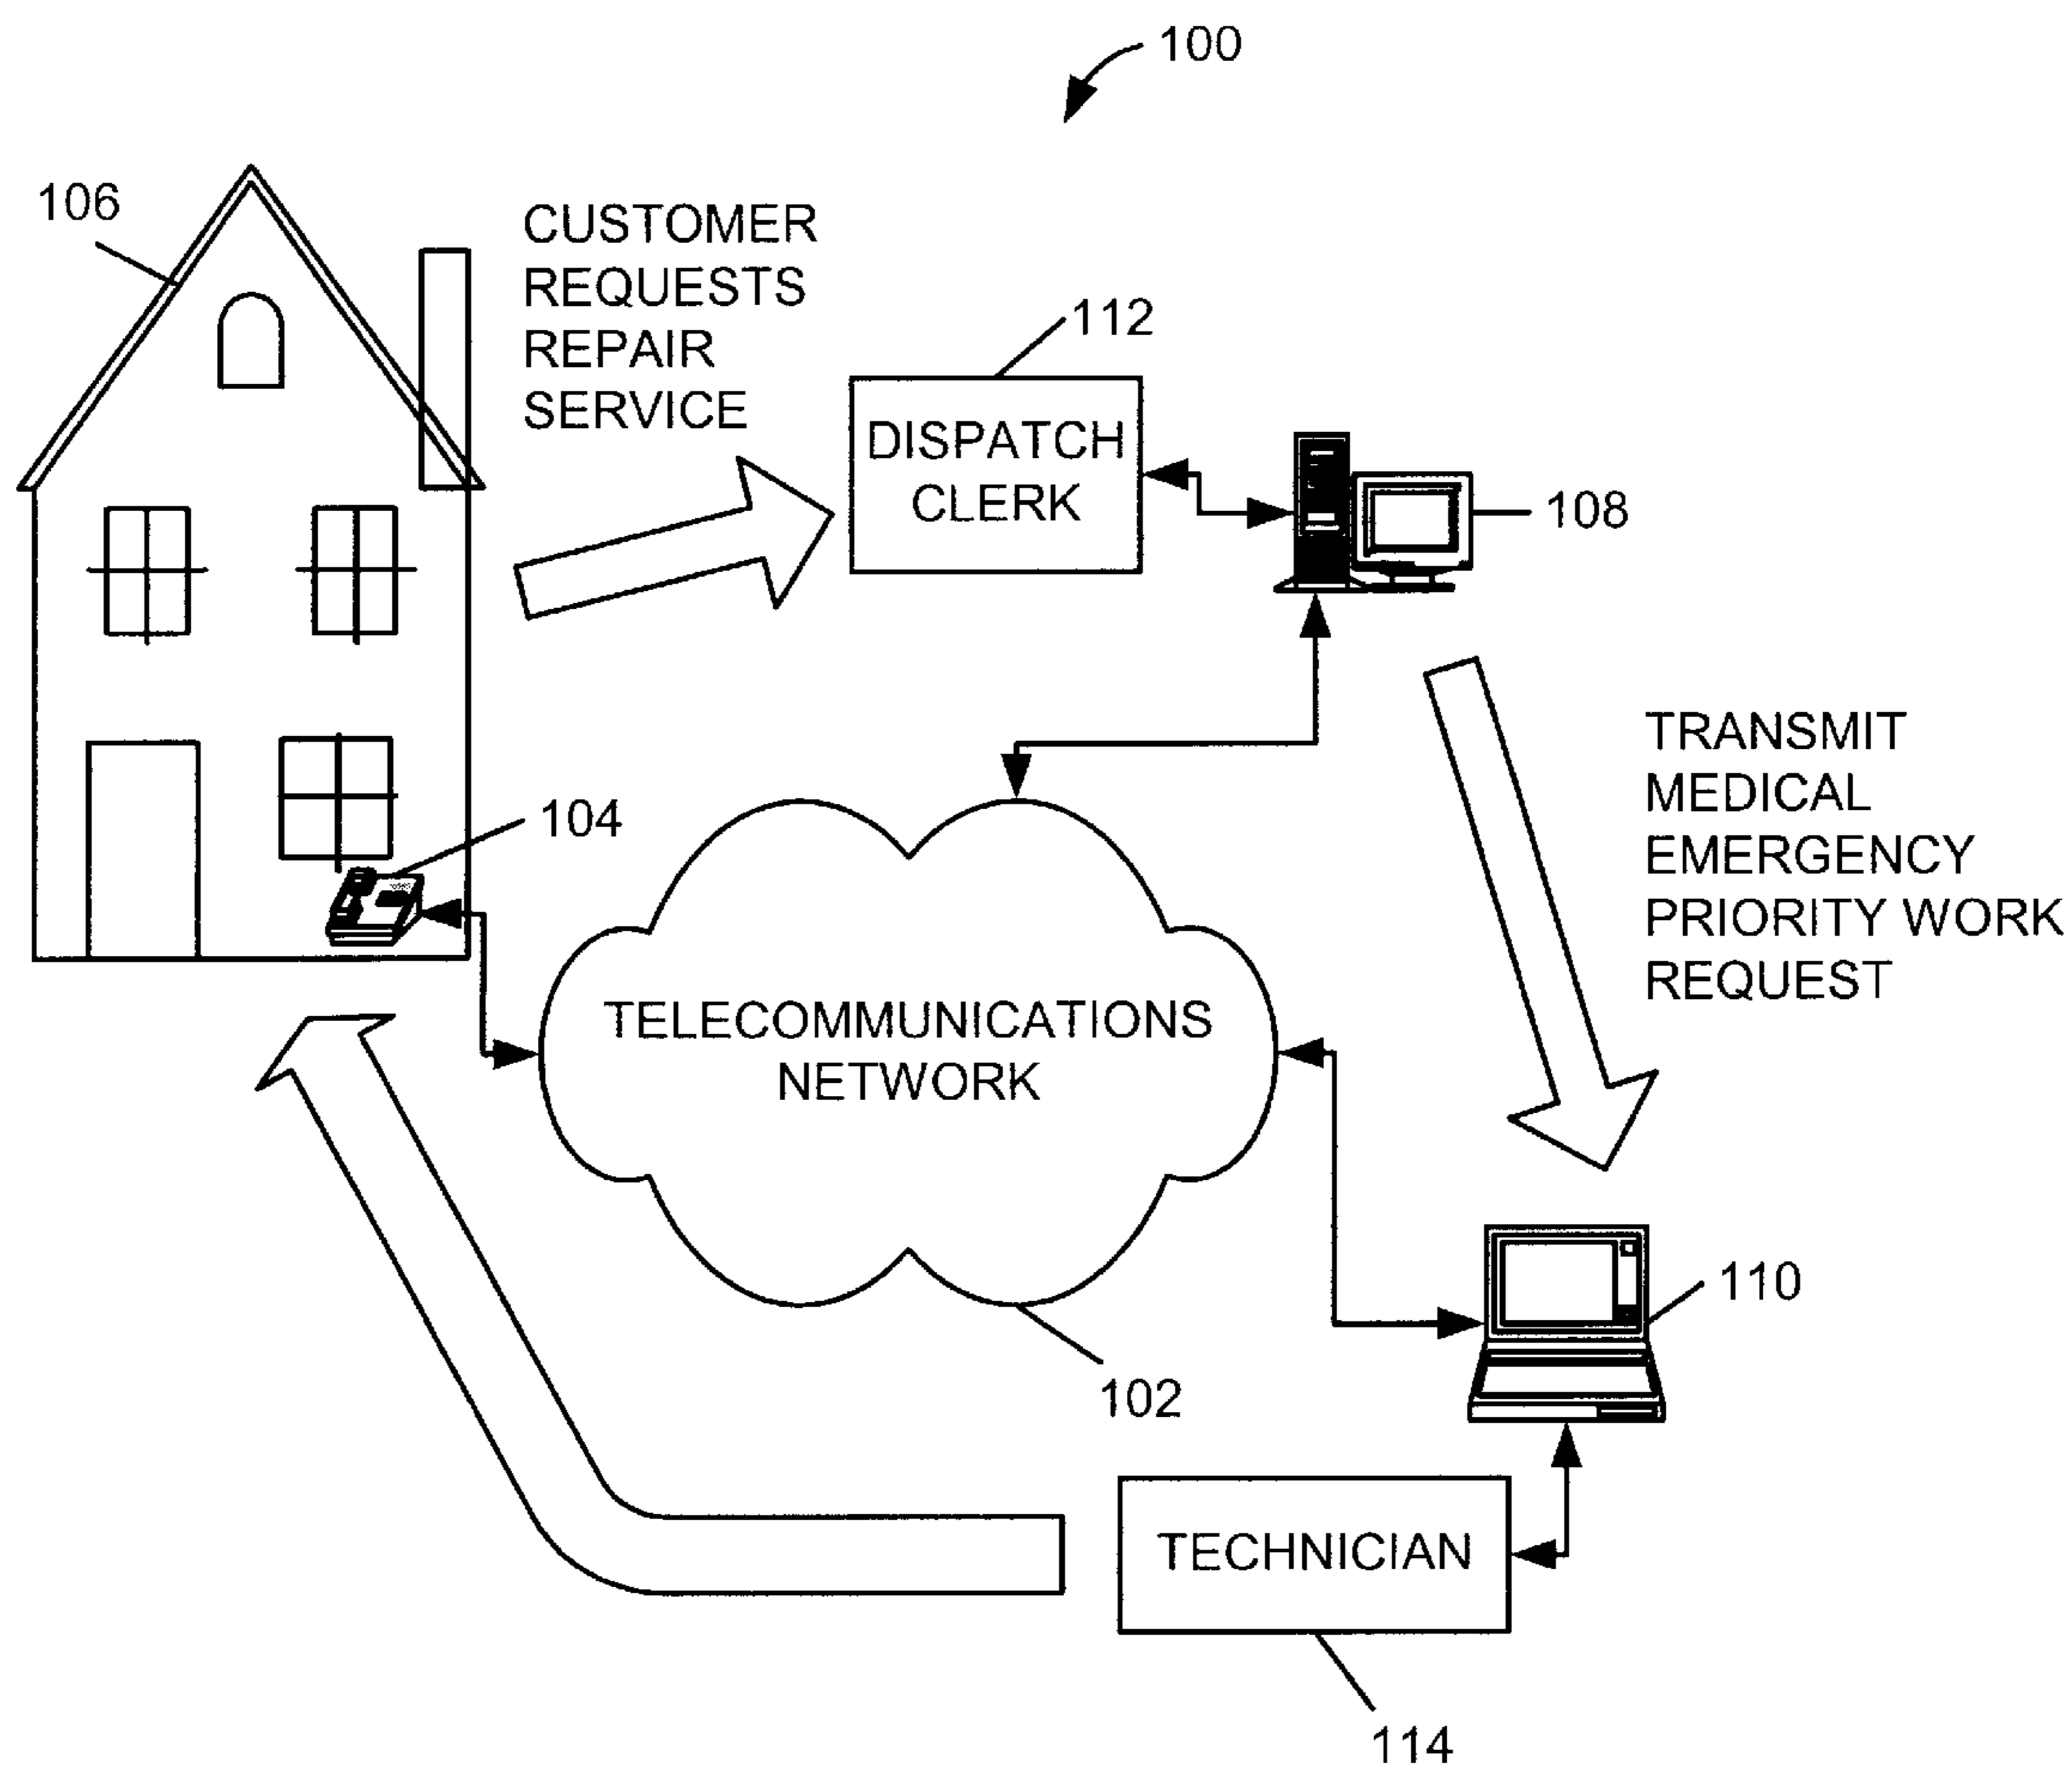 100
106
CUSTOMER
REQUESTS
REPAIR
SERVICE
112
DISPATCH
CLERK
108
TRANSMIT
MEDICAL
EMERGENCY
PRIORITY WORK
REQUEST
104
TELECOMMUNICATIONS
NETWORK
110
102
TECHNICIAN
114